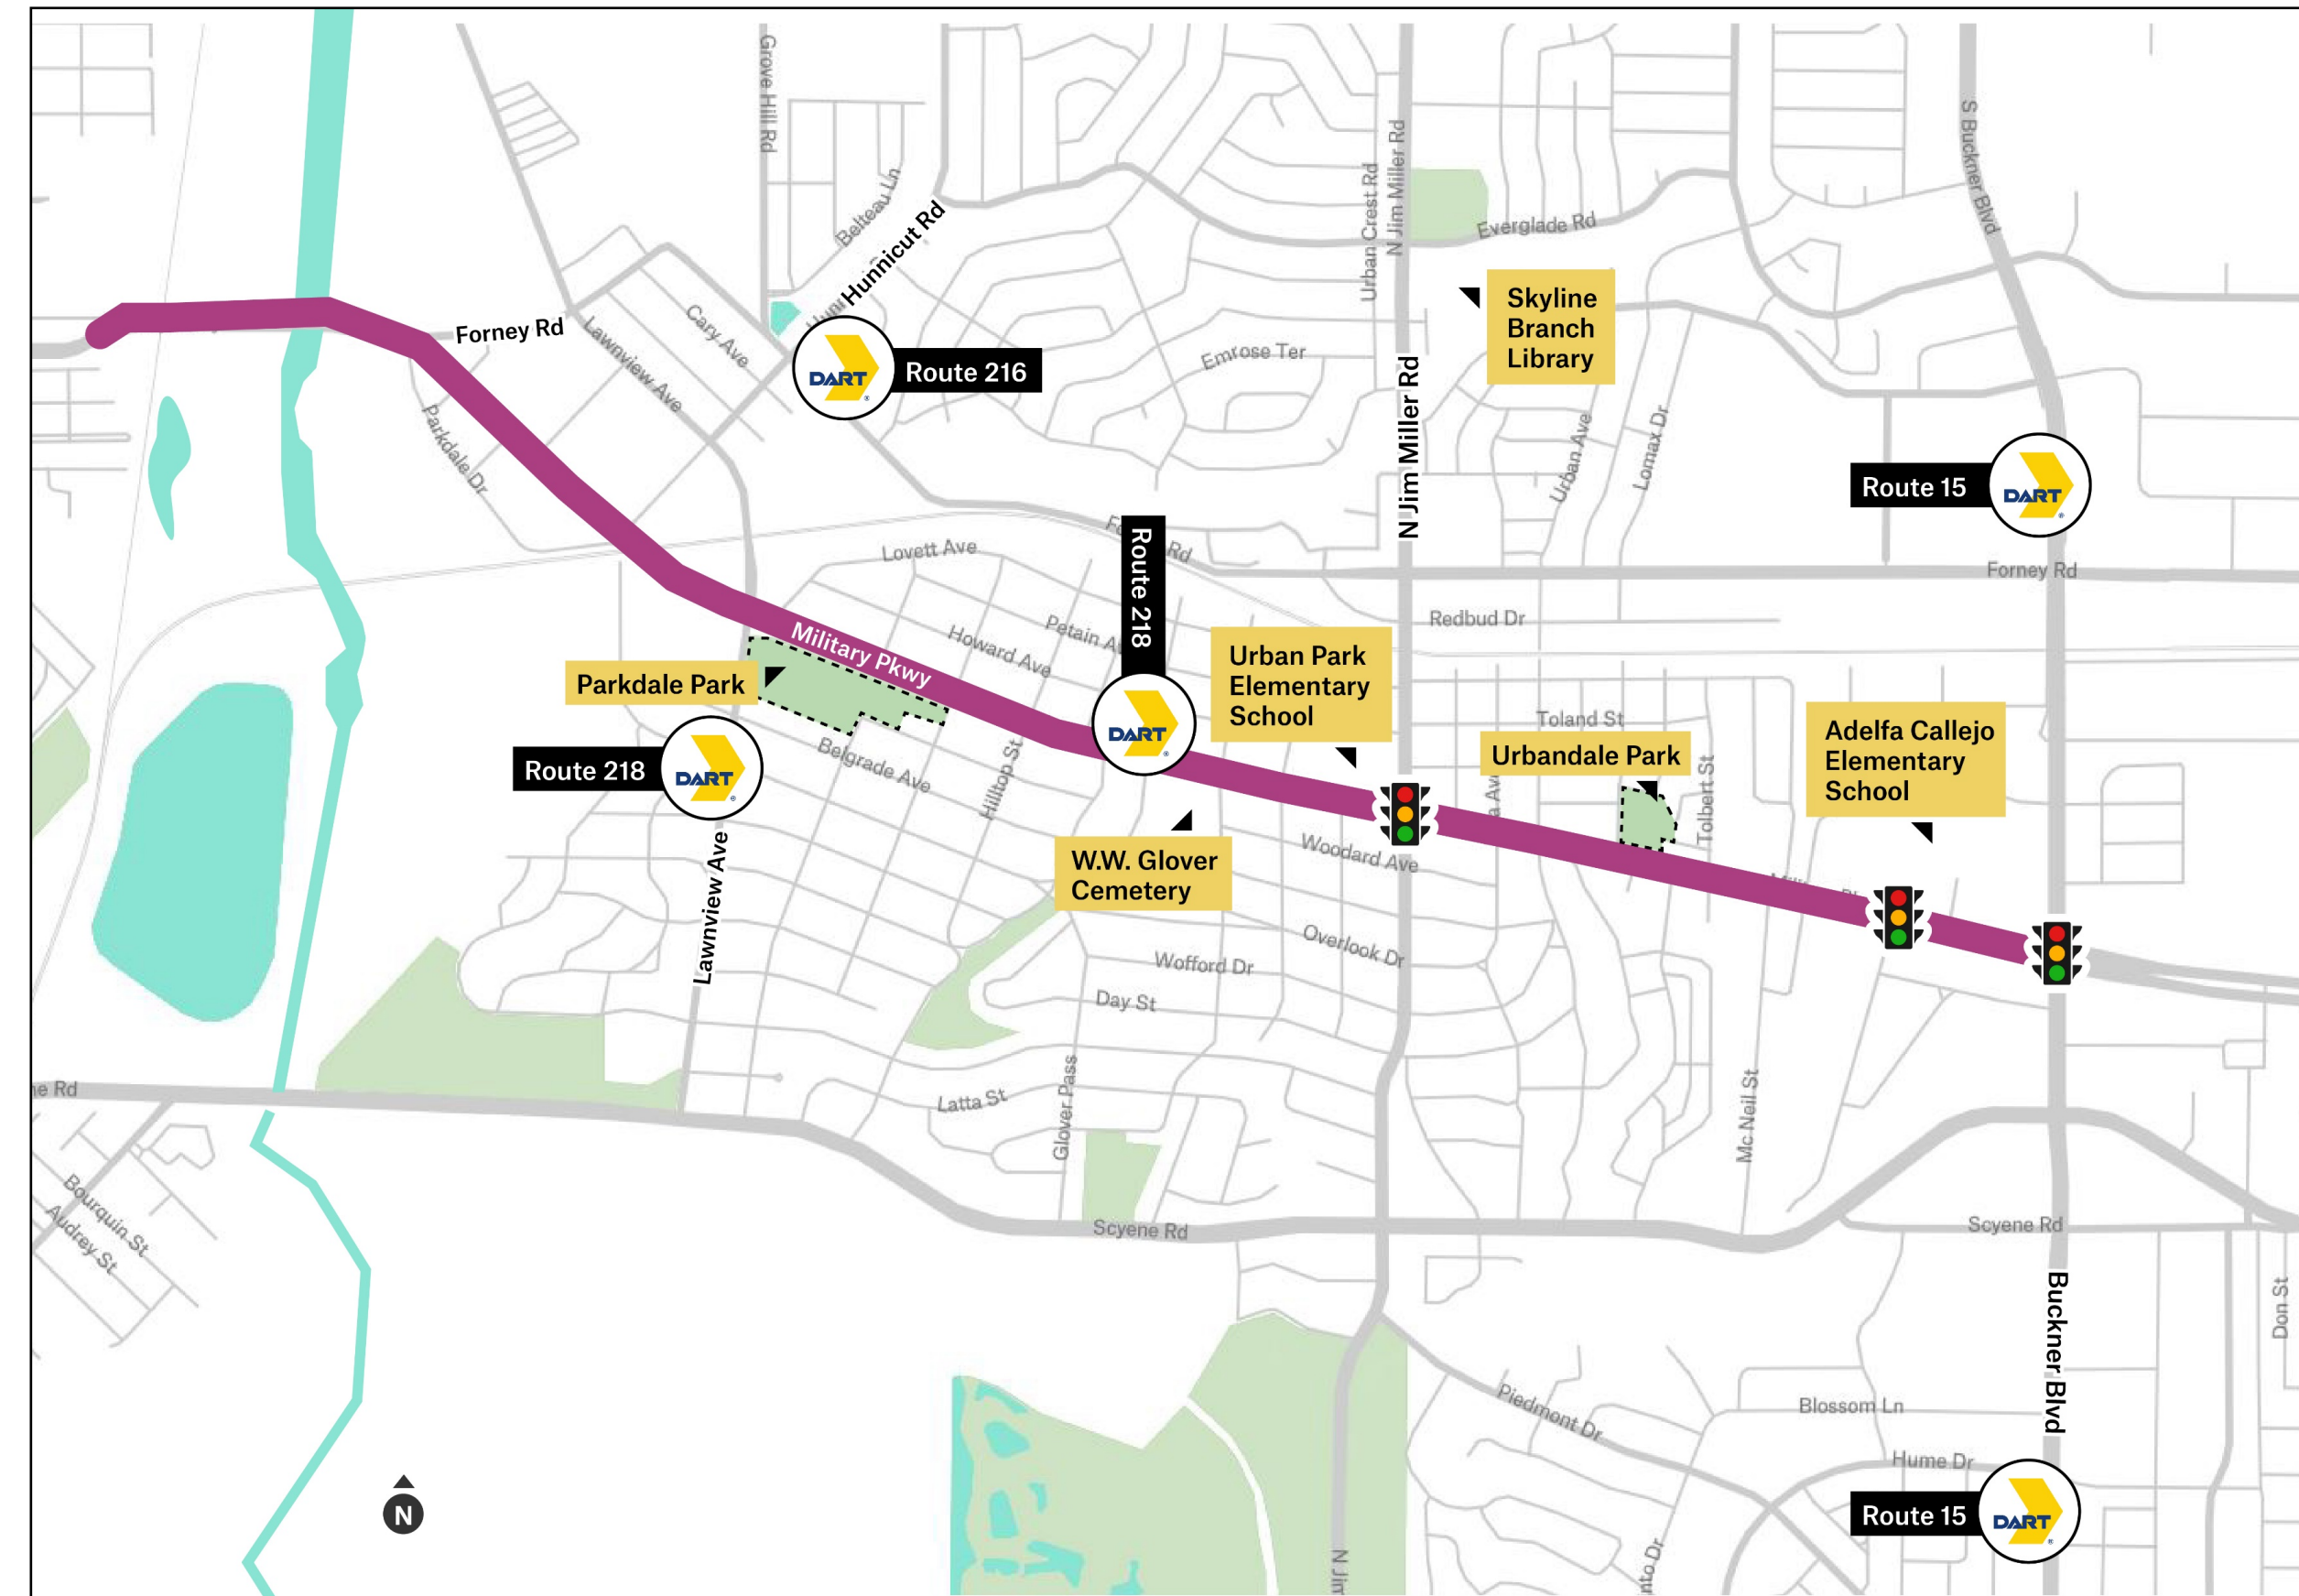 Grove Hill Rd
Belteau Ln
Hunnicut Rd
Urban Crest Rd
N Jim Miller Rd
Everglade Rd
S Buckner Blvd
Skyline
Branch
Library
Forney Rd
Lawnview Ave
Cary Ave
DART
Route 216
Emrose Ter
N Jim Miller Rd
Parkdale Dr
Urban Ave
Lomax Dr
Route 15
DART
Lovett Ave
Rd
Forney Rd
Route 218
DART
Redbud Dr
Howard Ave
Petain
Military Pkwy
Parkdale Park
Urban Park
Elementary
School
Toland St
Urbandale Park
Tolbert St
Adelfa Callejo
Elementary
School
Route 218
DART
Belgrade Ave
Hilltop St
Woodard Ave
W.W. Glover
Cemetery
Lawnview Ave
Overlook Dr
Wofford Dr
Day St
Latta St
Glover Pass
Mc Neil St
Rd
Bourquin St
Audrey St
Scyene Rd
Scyene Rd
Buckner Blvd
Don St
Piedmont Dr
Blossom Ln
Hume Dr
N
Route 15
DART
N Jim
Dr